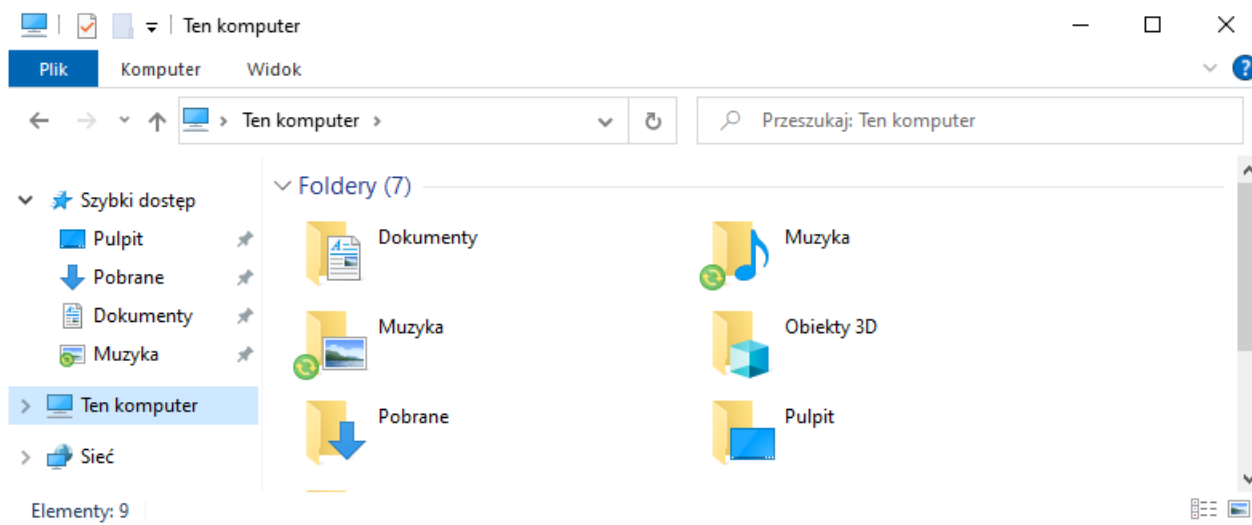 Ten komputer
Plik Komputer Widok
Ten komputer Przeszukaj: Ten komputer
Szybki dostęp
Pulpit
Pobrane
Dokumenty
Muzyka
Ten komputer
Sieć
Foldery (7)
Dokumenty Muzyka
Muzyka Obiekty 3D
Pobrane Pulpit
Elementy: 9